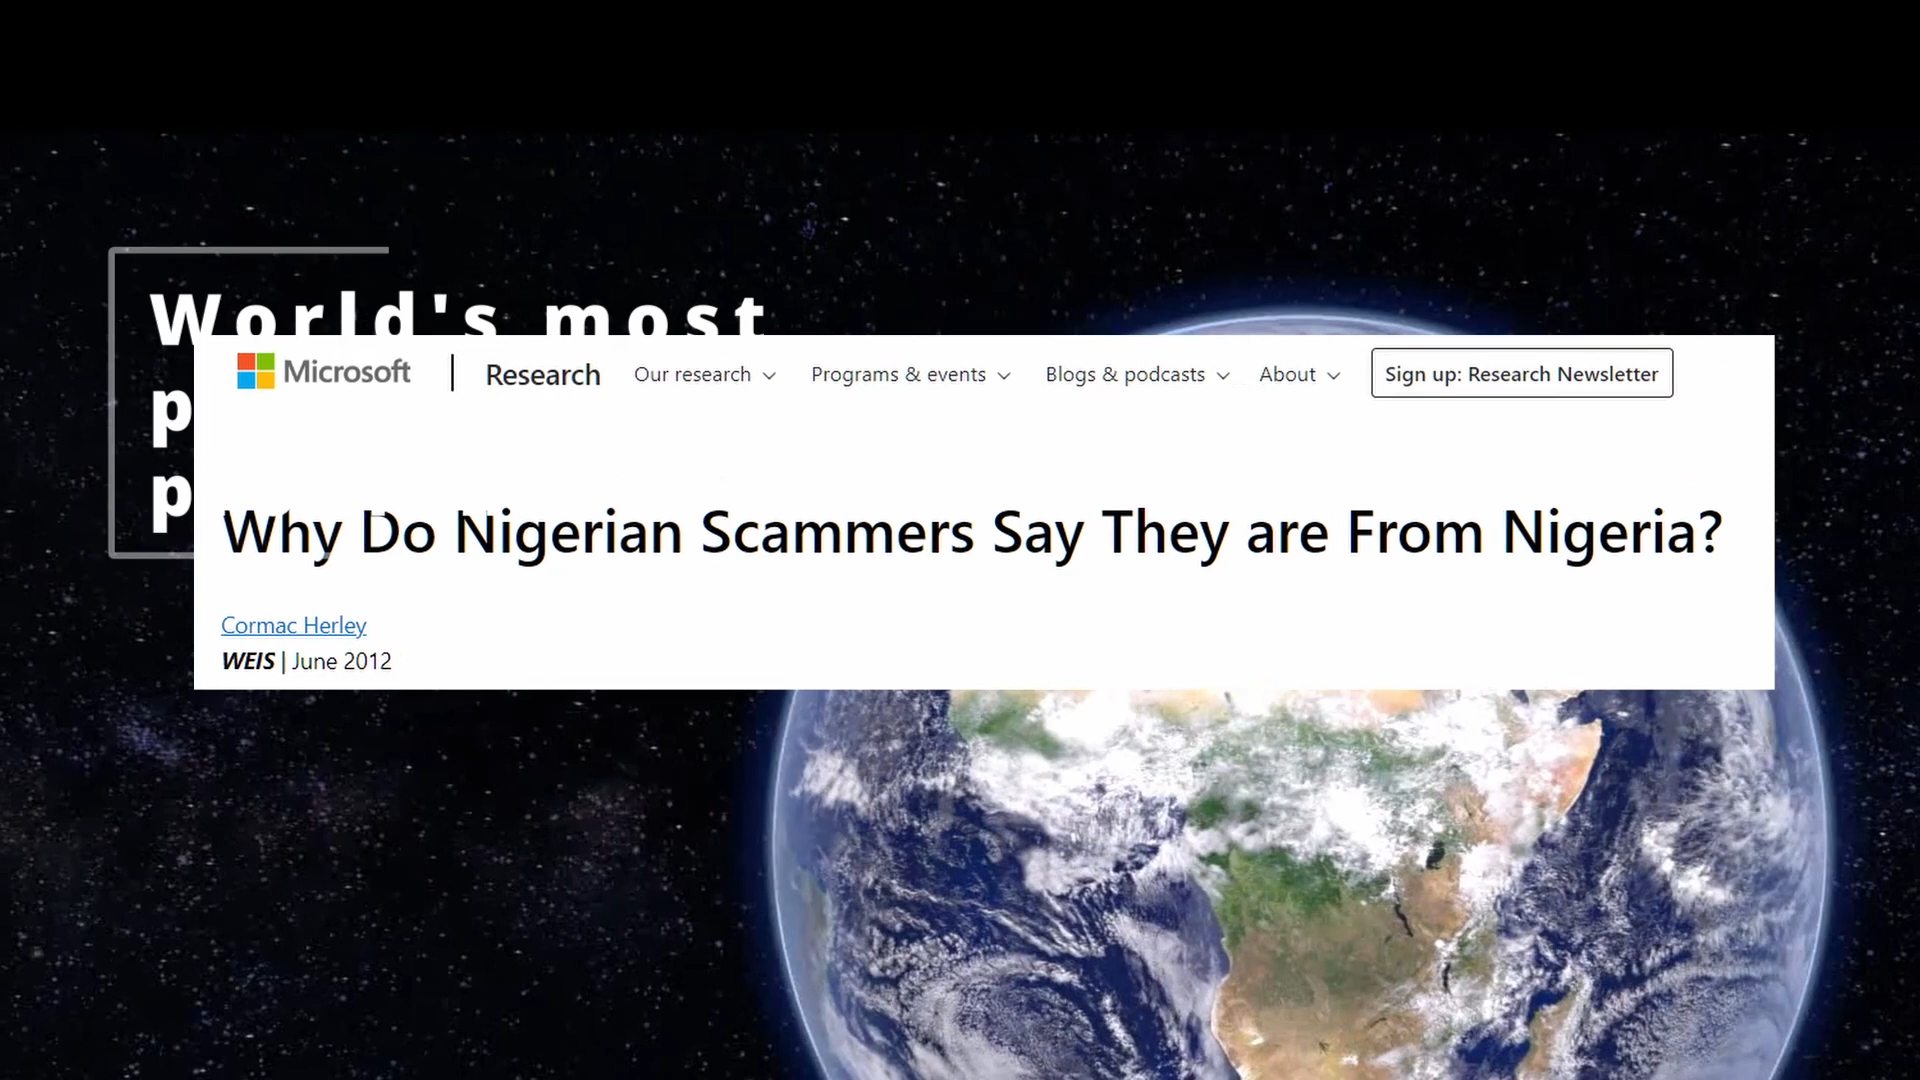 World's most
p
p
Microsoft | Research Our research Programs & events Blogs & podcasts About Sign up: Research Newsletter
Why Do Nigerian Scammers Say They are From Nigeria?
Cormac Herley
WEIS | June 2012